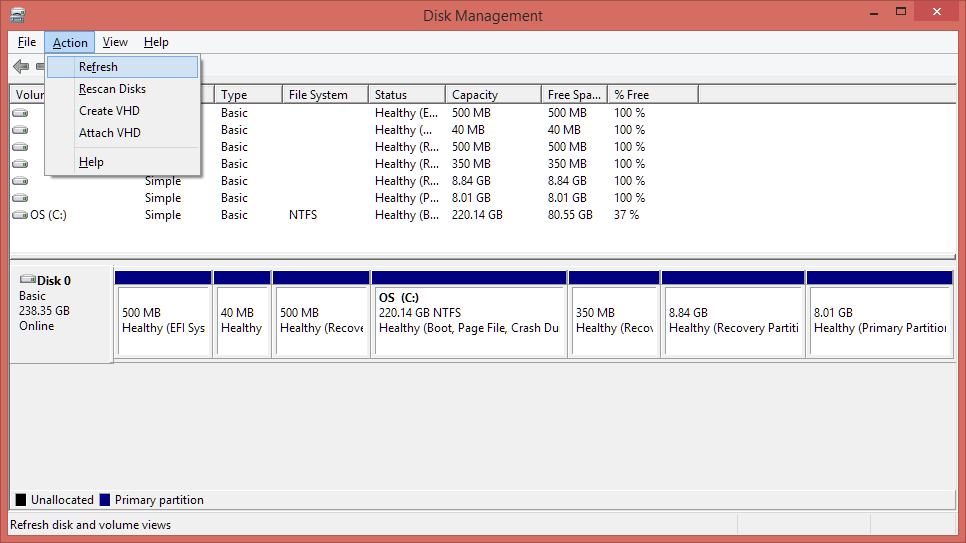 Disk Management
File Action View Help
Refresh
Rescan Disks
Create VHD
Attach VHD
Help
Volu Type File System Status Capacity Free Spa... % Free
Basic Healthy (E... 500 MB 500 MB 100 %
Basic Healthy (... 40 MB 40 MB 100 %
Basic Healthy (R... 500 MB 500 MB 100 %
Basic Healthy (R... 350 MB 350 MB 100 %
Simple Basic Healthy (R... 8.84 GB 8.84 GB 100 %
Simple Basic Healthy (P... 8.01 GB 8.01 GB 100 %
OS (C:) Simple Basic NTFS Healthy (B... 220.14 GB 80.55 GB 37 %
Disk 0
Basic
238.35 GB
Online
500 MB
Healthy (EFI Sys
40 MB
Healthy
500 MB
Healthy (Recove
OS (C:)
220.14 GB NTFS
Healthy (Boot, Page File, Crash Du
350 MB
Healthy (Recov
8.84 GB
Healthy (Recovery Partiti
8.01 GB
Healthy (Primary Partition
Unallocated Primary partition
Refresh disk and volume views